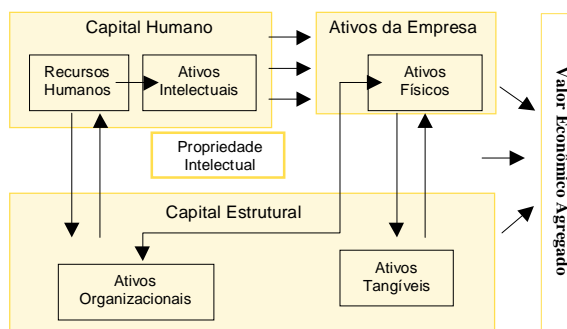 Capital Humano
Ativos da Empresa
Recursos
Humanos
Ativos
Intelectuais
Ativos
Físicos
Propriedade
Intelectual
Capital Estrutural
Ativos
Organizacionais
Ativos
Tangíveis
Valor Econômico Agregado